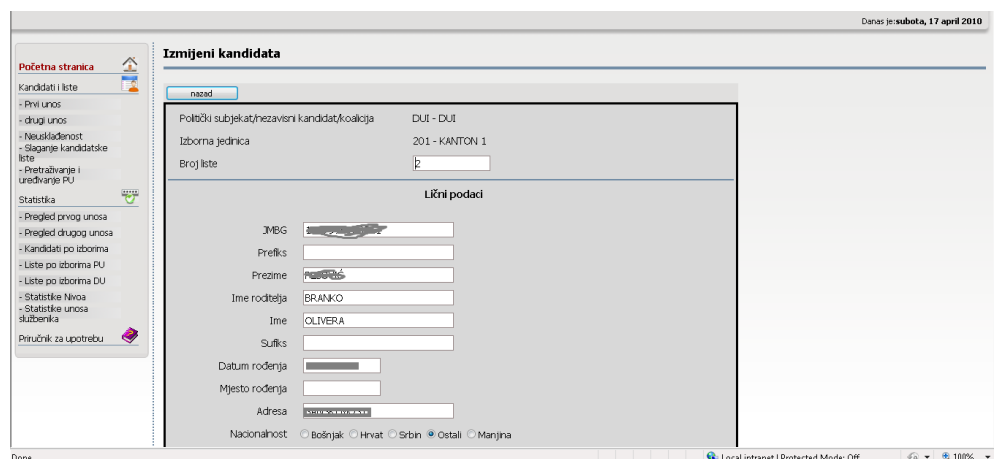 Danas je:subota, 17 april 2010
Početna stranica
Kandidati i liste
- Prvi unos
- drugi unos
- Neusklađenost
- Slaganje kandidatske
liste
- Pretraživanje i
uređivanje PU
Statistika
- Pregled prvog unosa
- Pregled drugog unosa
- Kandidati po izborima
- Liste po izborima PU
- Liste po izborima DU
- Statistike Nivoa
- Statistike unosa
službenika
Priručnik za upotrebu
Izmijeni kandidata
nazad
Politički subjekat/nezavisni kandidat/koalicija DUI - DUI
Izborna jedinica 201 - KANTON 1
Broj liste 2
Lični podaci
JMBG
Prefiks
Prezime
Ime roditelja BRANKO
Ime OLIVERA
Sufiks
Datum rođenja
Mjesto rođenja
Adresa
Nacionalnost Bošnjak Hrvat Srbin Ostali Manjina
Done
Local intranet | Protected Mode: Off 100%